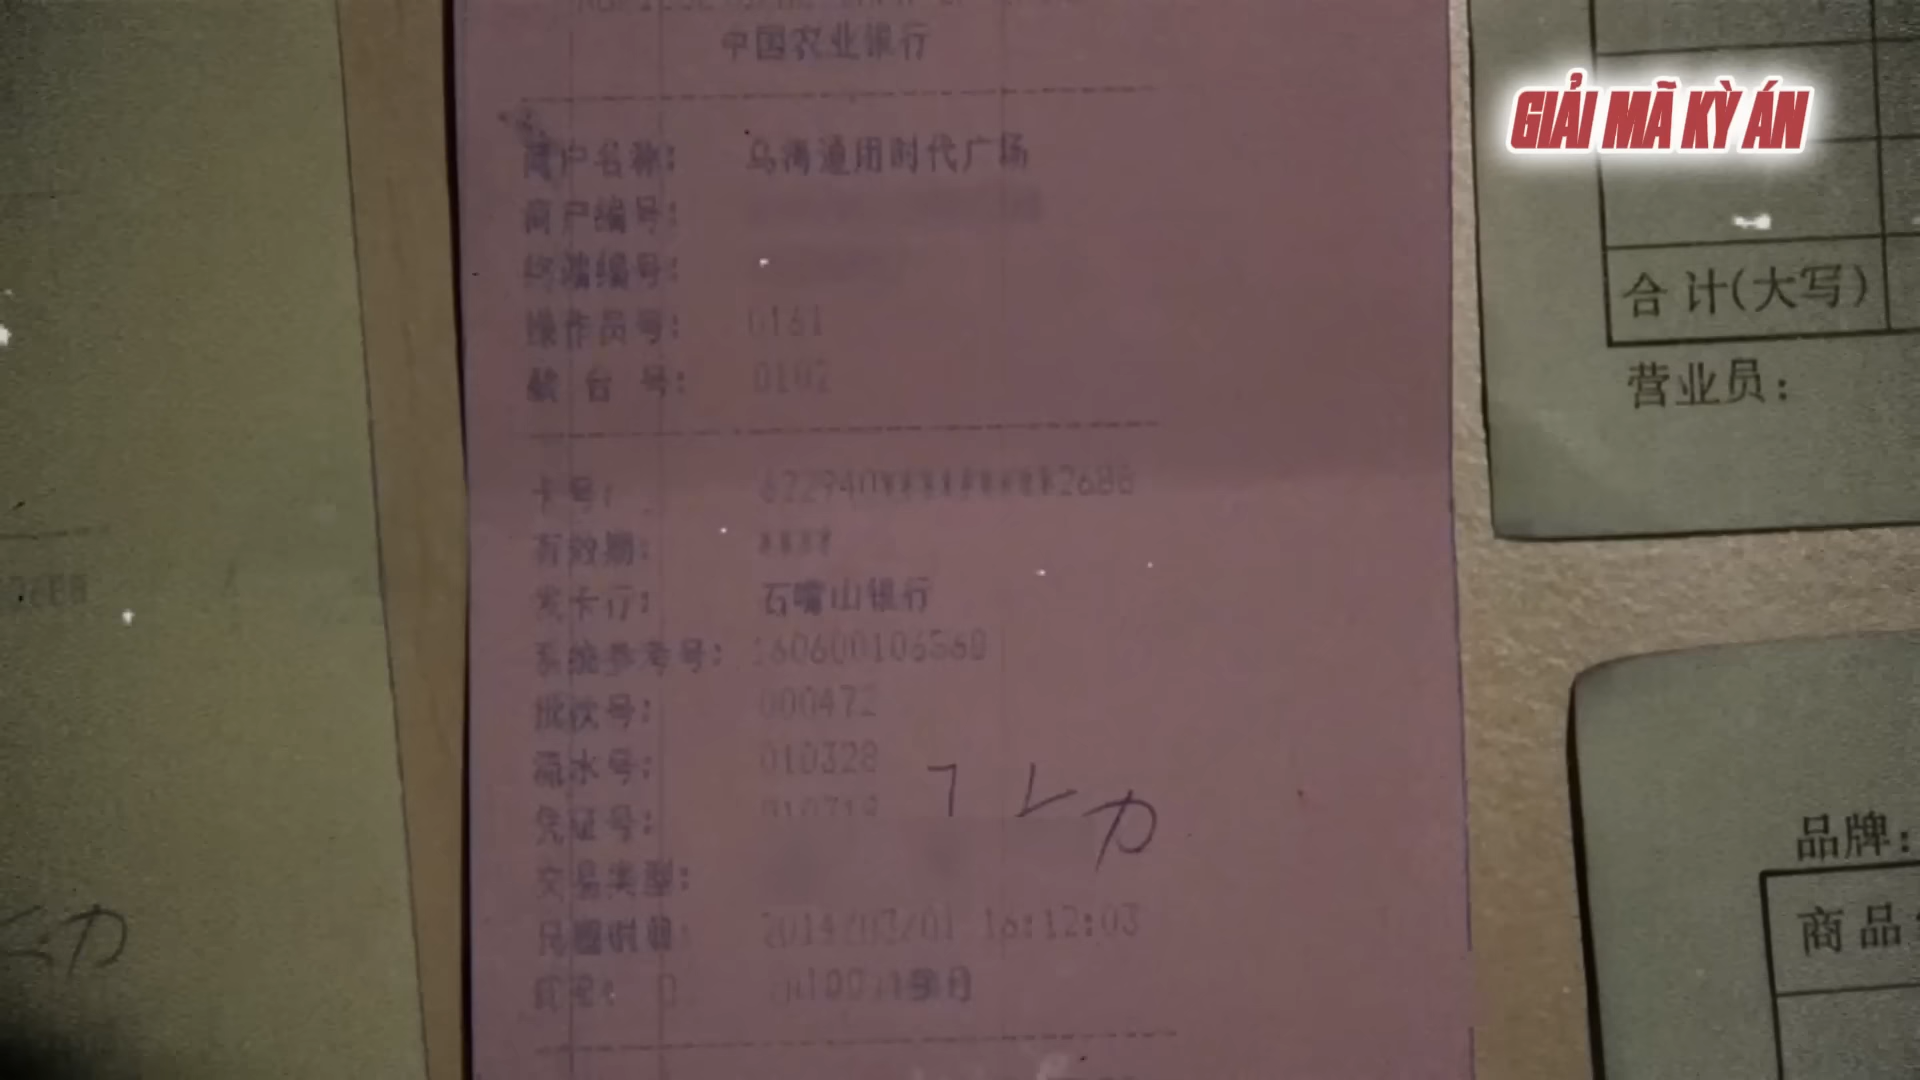 中国农业银行
GIẢI MÃ KỲ ÁN
商户名称: 乌海通用时代广场
商户编号:
终端编号:
操作员号: 0161
款台号: 0102
合计(大写)
营业员:
卡号: 622940*********2688
有效期: ****
发卡行: 石嘴山银行
系统参考号: 160600106560
批次号: 000472
流水号: 010328
凭证号:
交易类型:
日期时间: 2014/03/01 16:12:03
品牌:
商品